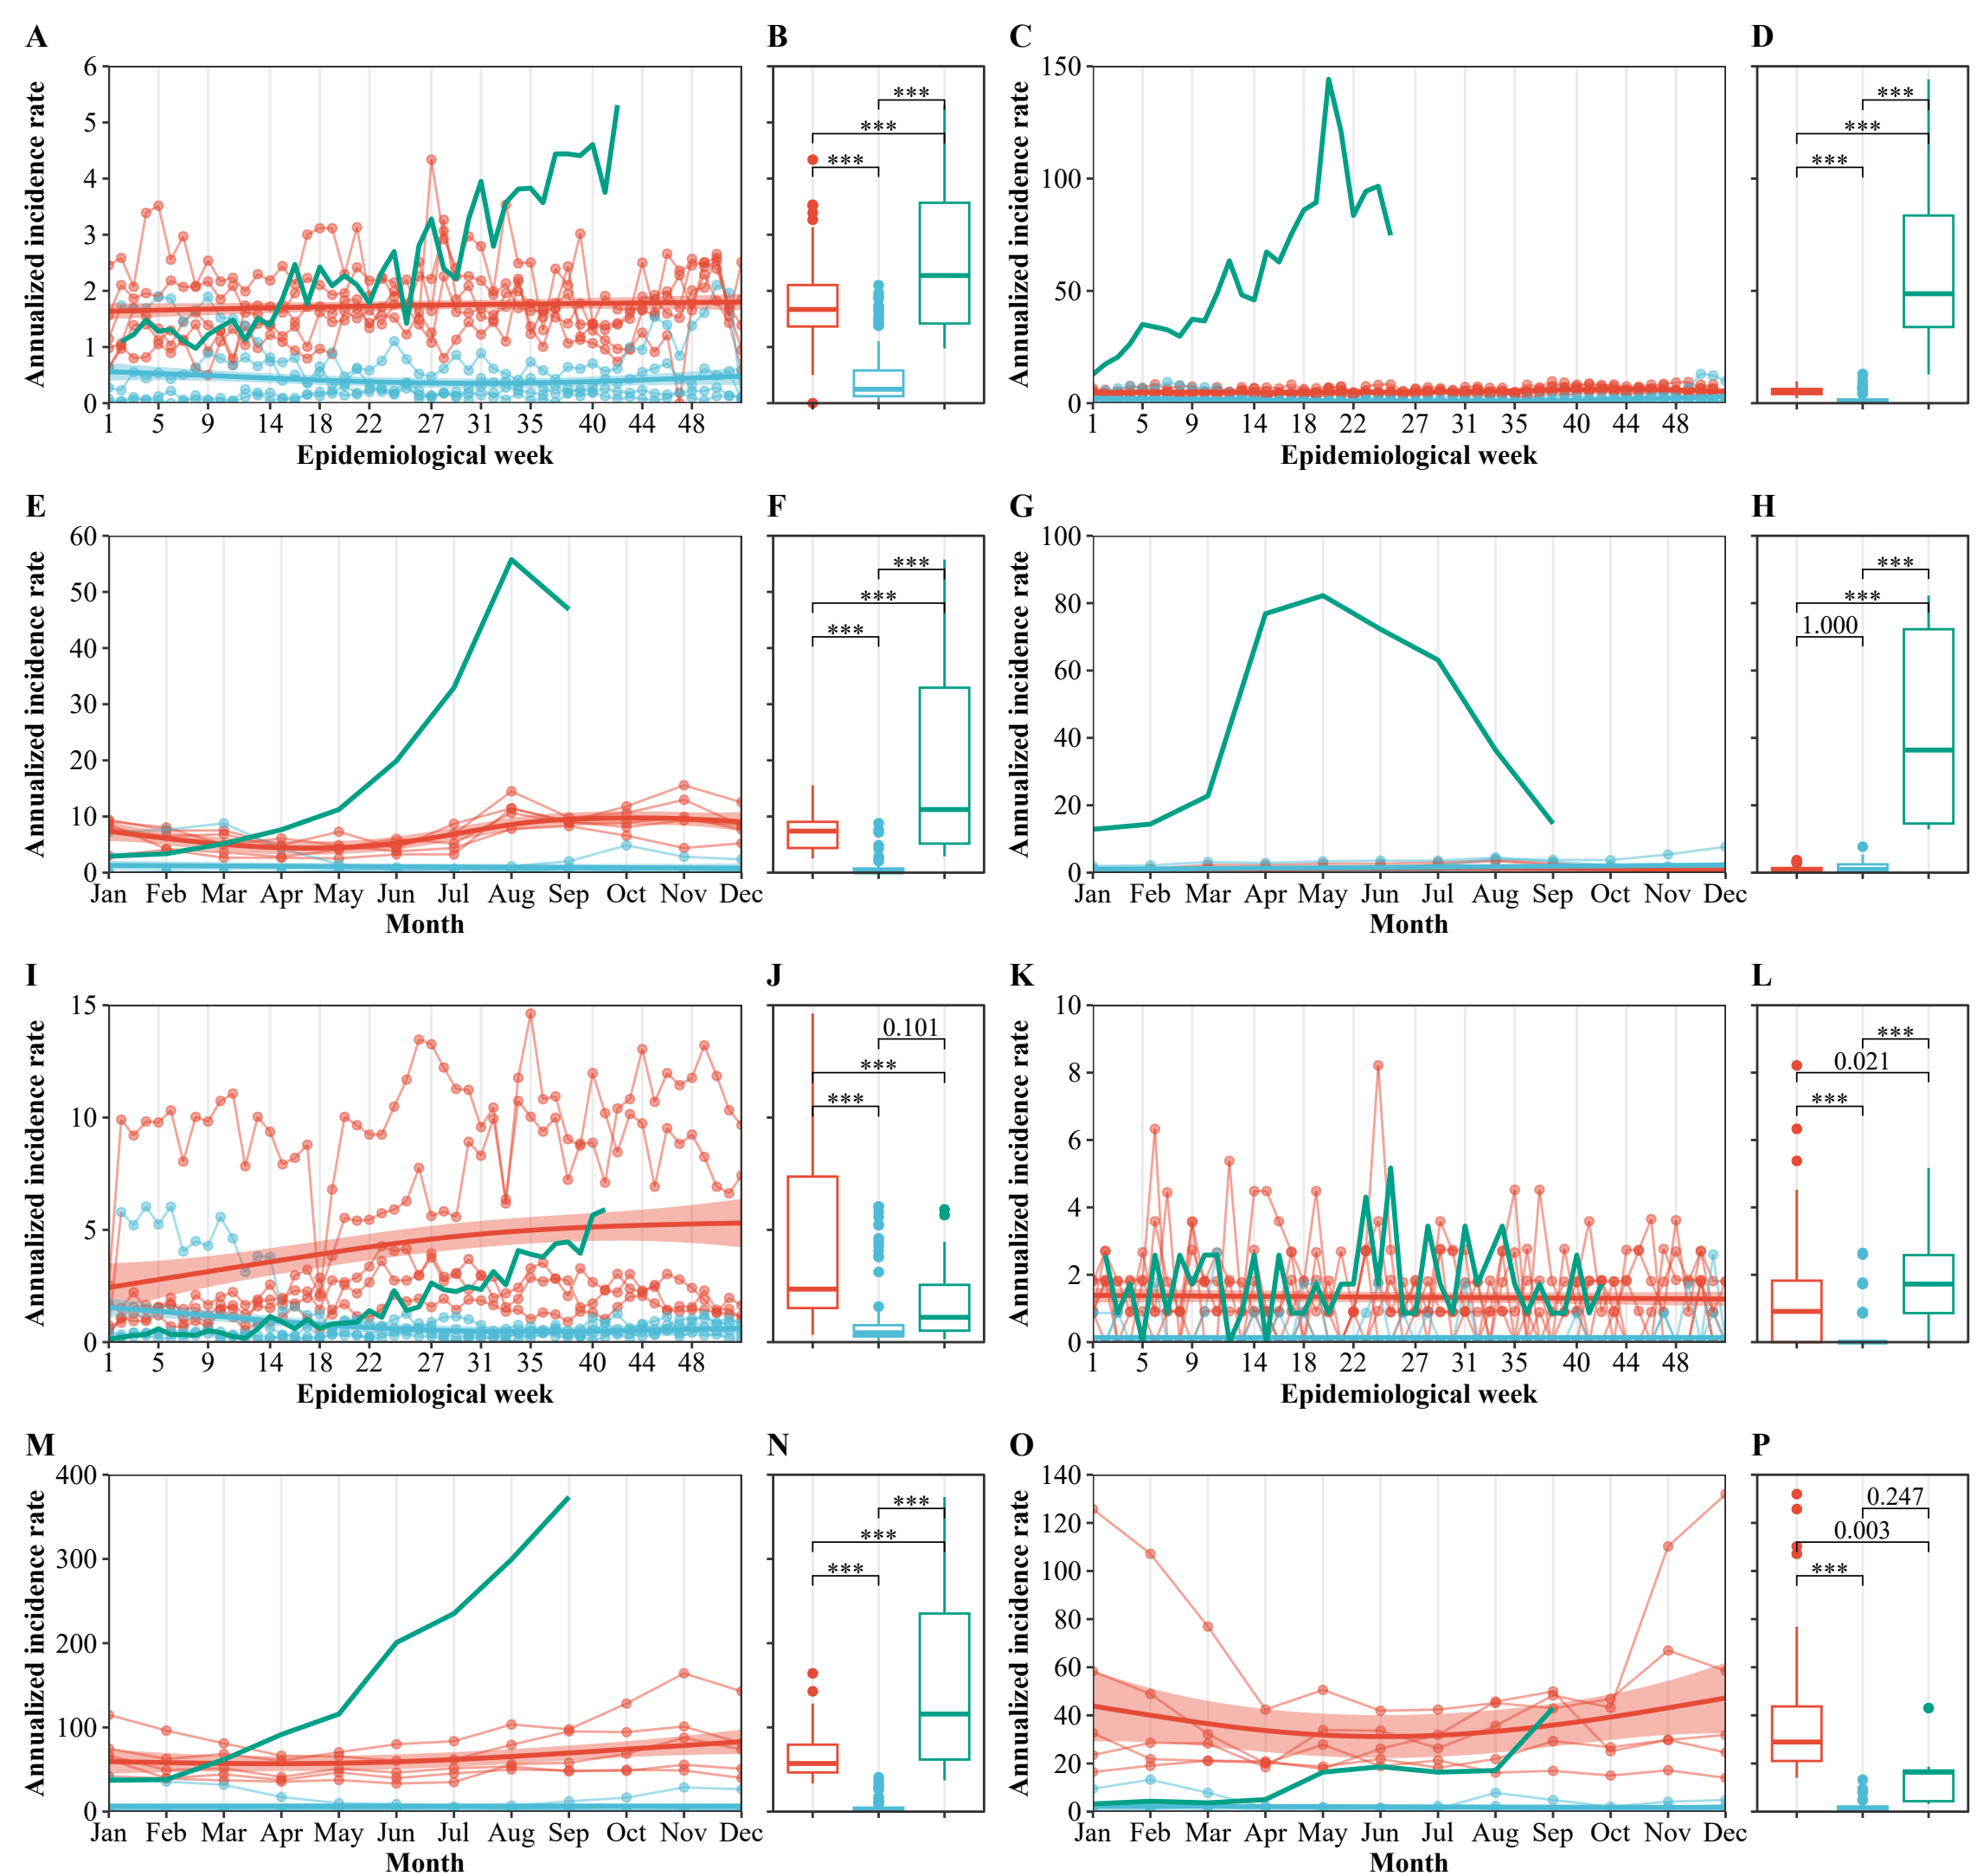 A
B
C
D
Annualized incidence rate
6
5
4
3
2
1
0
1 5 9 14 18 22 27 31 35 40 44 48
Epidemiological week
***
***
***
Annualized incidence rate
150
100
50
0
1 5 9 14 18 22 27 31 35 40 44 48
Epidemiological week
***
***
***
E
F
G
H
Annualized incidence rate
60
50
40
30
20
10
0
Jan Feb Mar Apr May Jun Jul Aug Sep Oct Nov Dec
Month
***
***
***
Annualized incidence rate
100
80
60
40
20
0
Jan Feb Mar Apr May Jun Jul Aug Sep Oct Nov Dec
Month
***
***
1.000
I
J
K
L
Annualized incidence rate
15
10
5
0
1 5 9 14 18 22 27 31 35 40 44 48
Epidemiological week
0.101
***
***
Annualized incidence rate
10
8
6
4
2
0
1 5 9 14 18 22 27 31 35 40 44 48
Epidemiological week
***
0.021
***
M
N
O
P
Annualized incidence rate
400
300
200
100
0
Jan Feb Mar Apr May Jun Jul Aug Sep Oct Nov Dec
Month
***
***
***
Annualized incidence rate
140
120
100
80
60
40
20
0
Jan Feb Mar Apr May Jun Jul Aug Sep Oct Nov Dec
Month
0.247
0.003
***